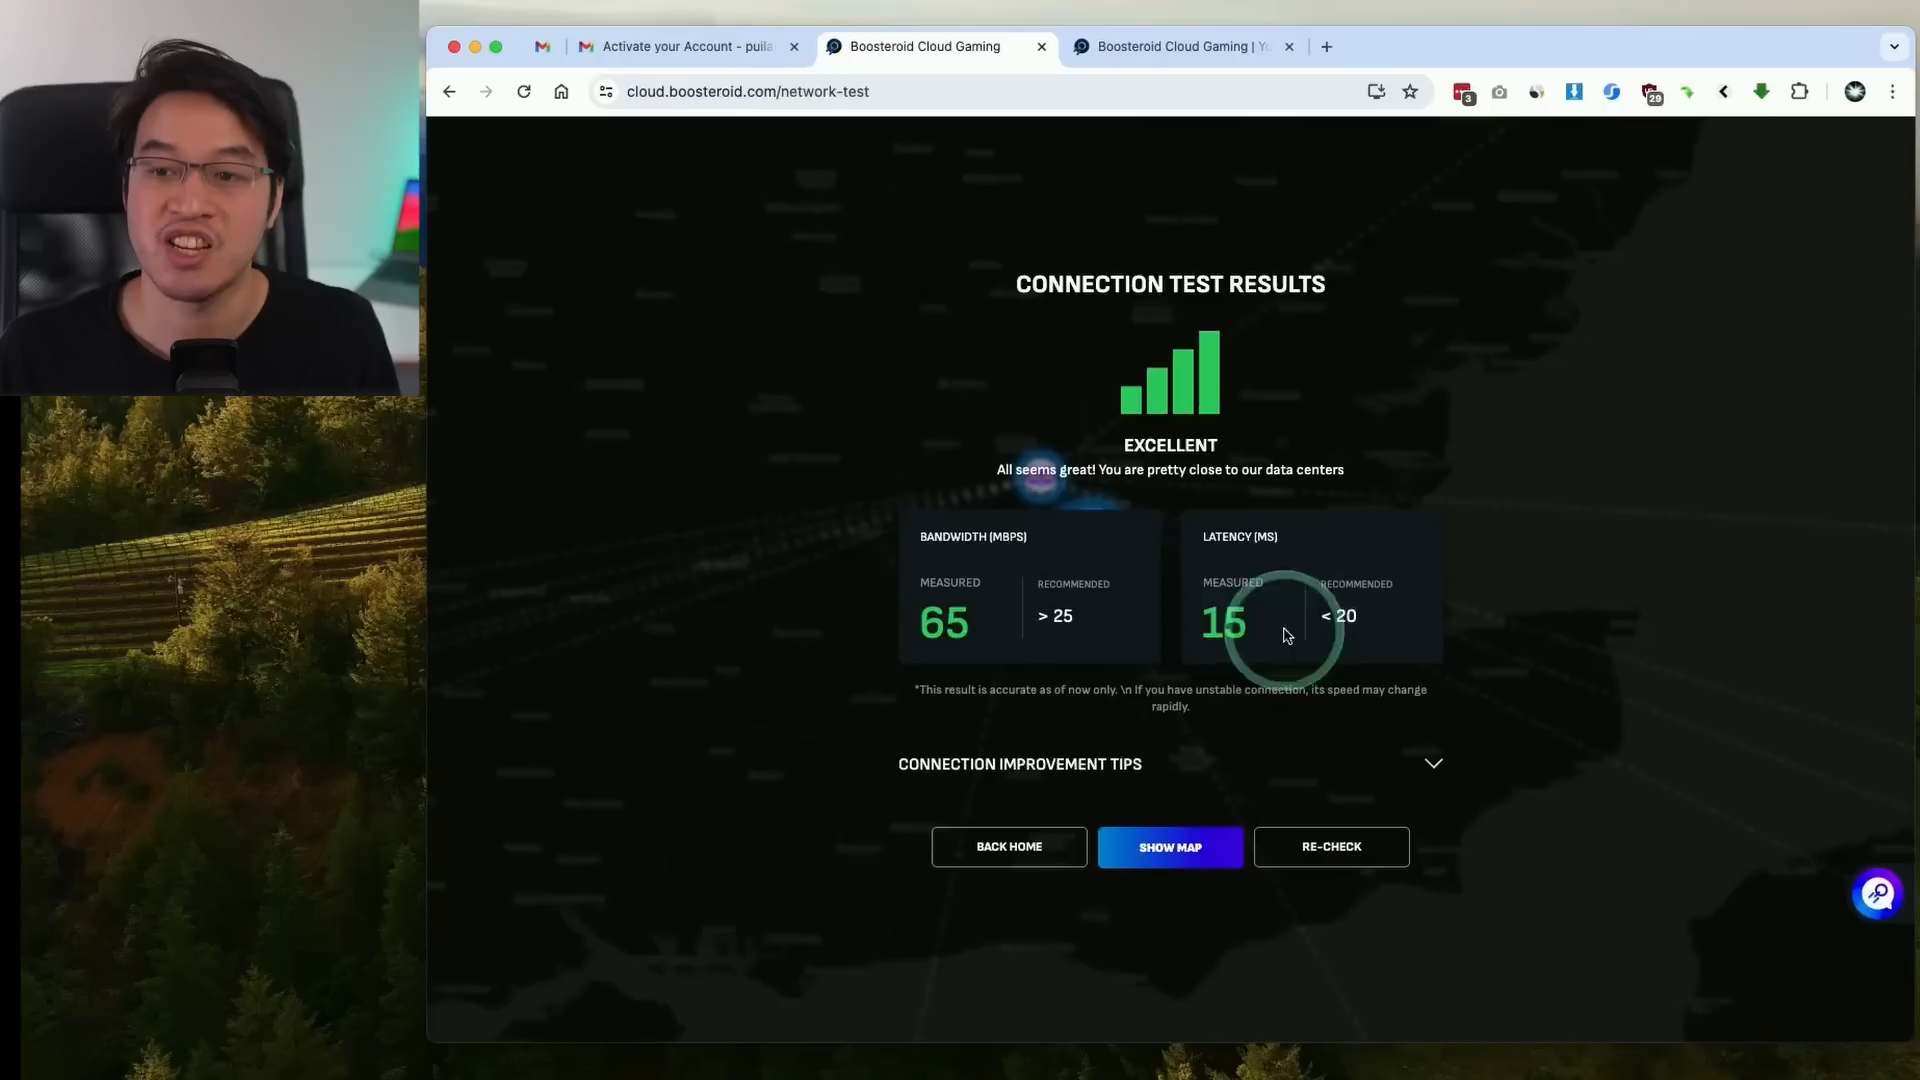 Activate your Account - puila
Boosteroid Cloud Gaming
Boosteroid Cloud Gaming | Yo
cloud.boosteroid.com/network-test
3
29
CONNECTION TEST RESULTS
EXCELLENT
All seems great! You are pretty close to our data centers
BANDWIDTH (MBPS)
MEASURED
RECOMMENDED
65
> 25
LATENCY (MS)
MEASURED
RECOMMENDED
15
< 20
*This result is accurate as of now only. \n If you have unstable connection, its speed may change
rapidly.
CONNECTION IMPROVEMENT TIPS
BACK HOME
SHOW MAP
RE-CHECK